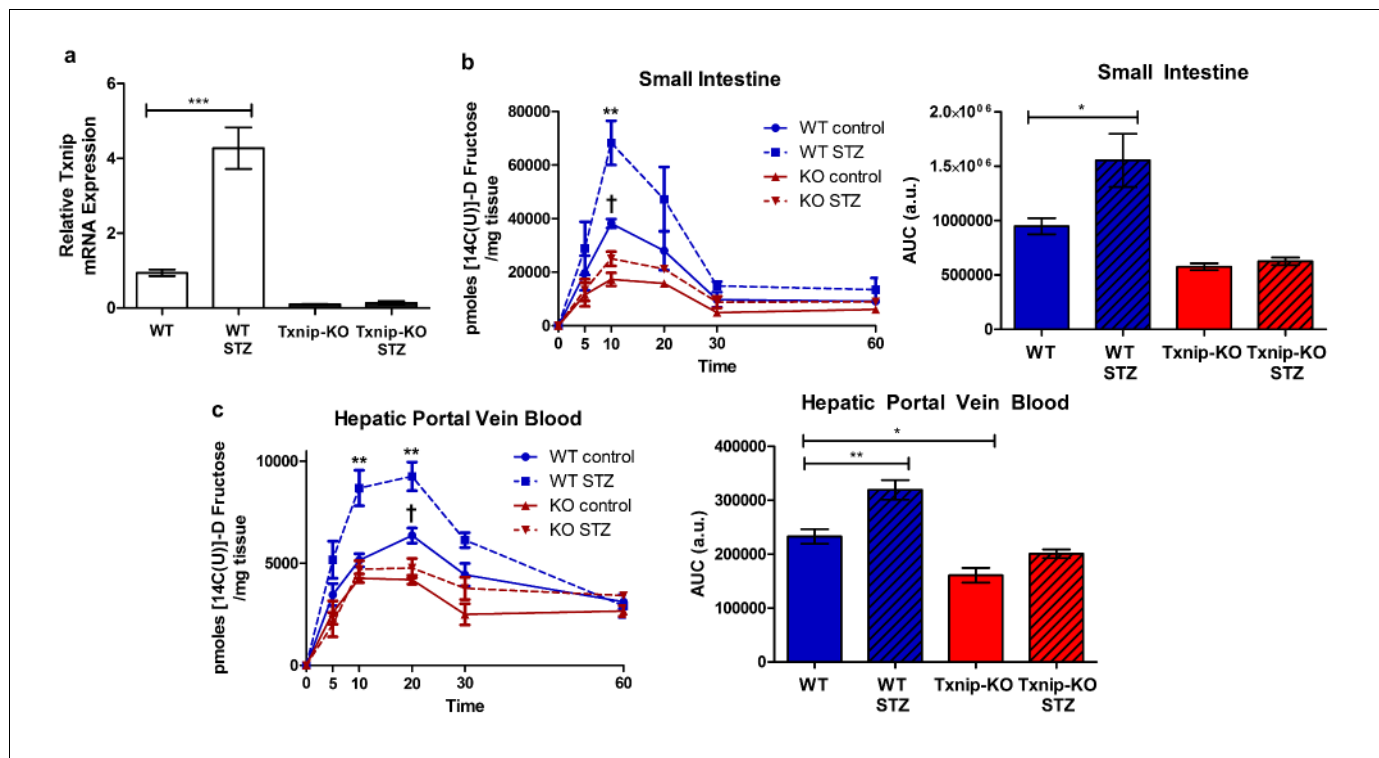 a
Relative Txnip
mRNA Expression
6
4
2
0
***
WT
WT
STZ
Txnip-KO
Txnip-KO
STZ
b
Small Intestine
pmoles [14C(U)]-D Fructose
/mg tissue
80000
60000
40000
20000
0
**
†
WT control
WT STZ
KO control
KO STZ
0 5 10 20 30 60
Time
Small Intestine
AUC (a.u.)
2.0×10⁰⁶
1.5×10⁰⁶
1000000
500000
0
*
WT
WT
STZ
Txnip-KO
Txnip-KO
STZ
c
Hepatic Portal Vein Blood
pmoles [14C(U)]-D Fructose
/mg tissue
10000
5000
0
** **
†
WT control
WT STZ
KO control
KO STZ
0 5 10 20 30 60
Time
Hepatic Portal Vein Blood
AUC (a.u.)
400000
300000
200000
100000
0
*
**
WT
WT
STZ
Txnip-KO
Txnip-KO
STZ